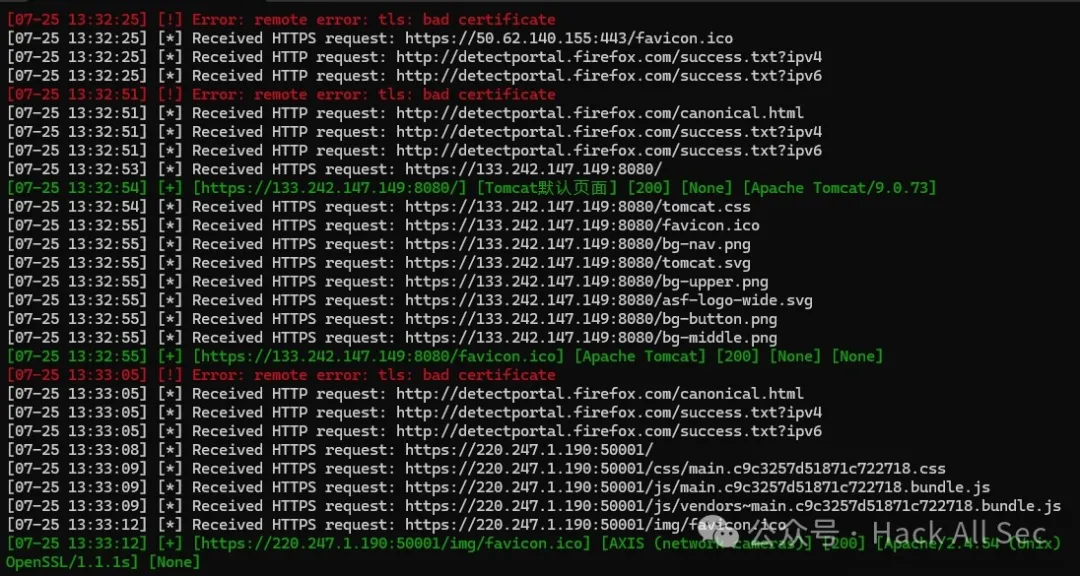 [07-25 13:32:25] [!] Error: remote error: tls: bad certificate
[07-25 13:32:25] [*] Received HTTPS request: https://50.62.140.155:443/favicon.ico
[07-25 13:32:25] [*] Received HTTP request: http://detectportal.firefox.com/success.txt?ipv4
[07-25 13:32:25] [*] Received HTTP request: http://detectportal.firefox.com/success.txt?ipv6
[07-25 13:32:51] [!] Error: remote error: tls: bad certificate
[07-25 13:32:51] [*] Received HTTP request: http://detectportal.firefox.com/canonical.html
[07-25 13:32:51] [*] Received HTTP request: http://detectportal.firefox.com/success.txt?ipv4
[07-25 13:32:51] [*] Received HTTP request: http://detectportal.firefox.com/success.txt?ipv6
[07-25 13:32:53] [*] Received HTTPS request: https://133.242.147.149:8080/
[07-25 13:32:54] [+] [https://133.242.147.149:8080/] [Tomcat默认页面] [200] [None] [Apache Tomcat/9.0.73]
[07-25 13:32:54] [*] Received HTTPS request: https://133.242.147.149:8080/tomcat.css
[07-25 13:32:55] [*] Received HTTPS request: https://133.242.147.149:8080/favicon.ico
[07-25 13:32:55] [*] Received HTTPS request: https://133.242.147.149:8080/bg-nav.png
[07-25 13:32:55] [*] Received HTTPS request: https://133.242.147.149:8080/tomcat.svg
[07-25 13:32:55] [*] Received HTTPS request: https://133.242.147.149:8080/bg-upper.png
[07-25 13:32:55] [*] Received HTTPS request: https://133.242.147.149:8080/asf-logo-wide.svg
[07-25 13:32:55] [*] Received HTTPS request: https://133.242.147.149:8080/bg-button.png
[07-25 13:32:55] [*] Received HTTPS request: https://133.242.147.149:8080/bg-middle.png
[07-25 13:32:55] [+] [https://133.242.147.149:8080/favicon.ico] [Apache Tomcat] [200] [None] [None]
[07-25 13:33:05] [!] Error: remote error: tls: bad certificate
[07-25 13:33:05] [*] Received HTTP request: http://detectportal.firefox.com/canonical.html
[07-25 13:33:05] [*] Received HTTP request: http://detectportal.firefox.com/success.txt?ipv4
[07-25 13:33:05] [*] Received HTTP request: http://detectportal.firefox.com/success.txt?ipv6
[07-25 13:33:08] [*] Received HTTPS request: https://220.247.1.190:50001/
[07-25 13:33:09] [*] Received HTTPS request: https://220.247.1.190:50001/css/main.c9c3257d51871c722718.css
[07-25 13:33:09] [*] Received HTTPS request: https://220.247.1.190:50001/js/main.c9c3257d51871c722718.bundle.js
[07-25 13:33:09] [*] Received HTTPS request: https://220.247.1.190:50001/js/vendors~main.c9c3257d51871c722718.bundle.js
[07-25 13:33:12] [*] Received HTTPS request: https://220.247.1.190:50001/img/favicon.ico
[07-25 13:33:12] [+] [https://220.247.1.190:50001/img/favicon.ico] [AXIS (network cameras)] [200] [Apache/2.4.54 (Unix)
OpenSSL/1.1.1s] [None]
公众号 · Hack All Sec